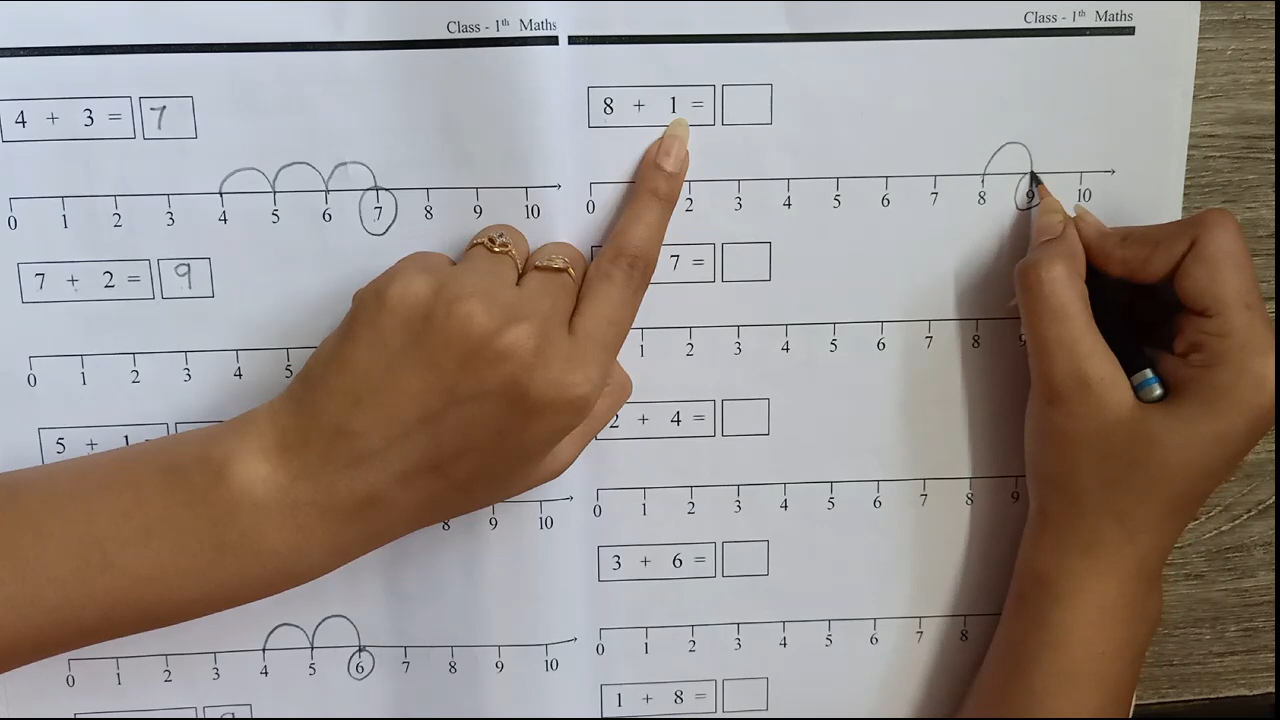 Class - 1th Maths
4 + 3 = 7
0 1 2 3 4 5 6 7 8 9 10
7 + 2 = 9
0 1 2 3 4 5
5 + 1
8 9 10
0 1 2 3 4 5 6 7 8 9 10
Class - 1th Maths
8 + 1 =
0 2 3 4 5 6 7 8 9 10
7 =
1 2 3 4 5 6 7 8 9
2 + 4 =
0 1 2 3 4 5 6 7 8 9
3 + 6 =
0 1 2 3 4 5 6 7 8
1 + 8 =